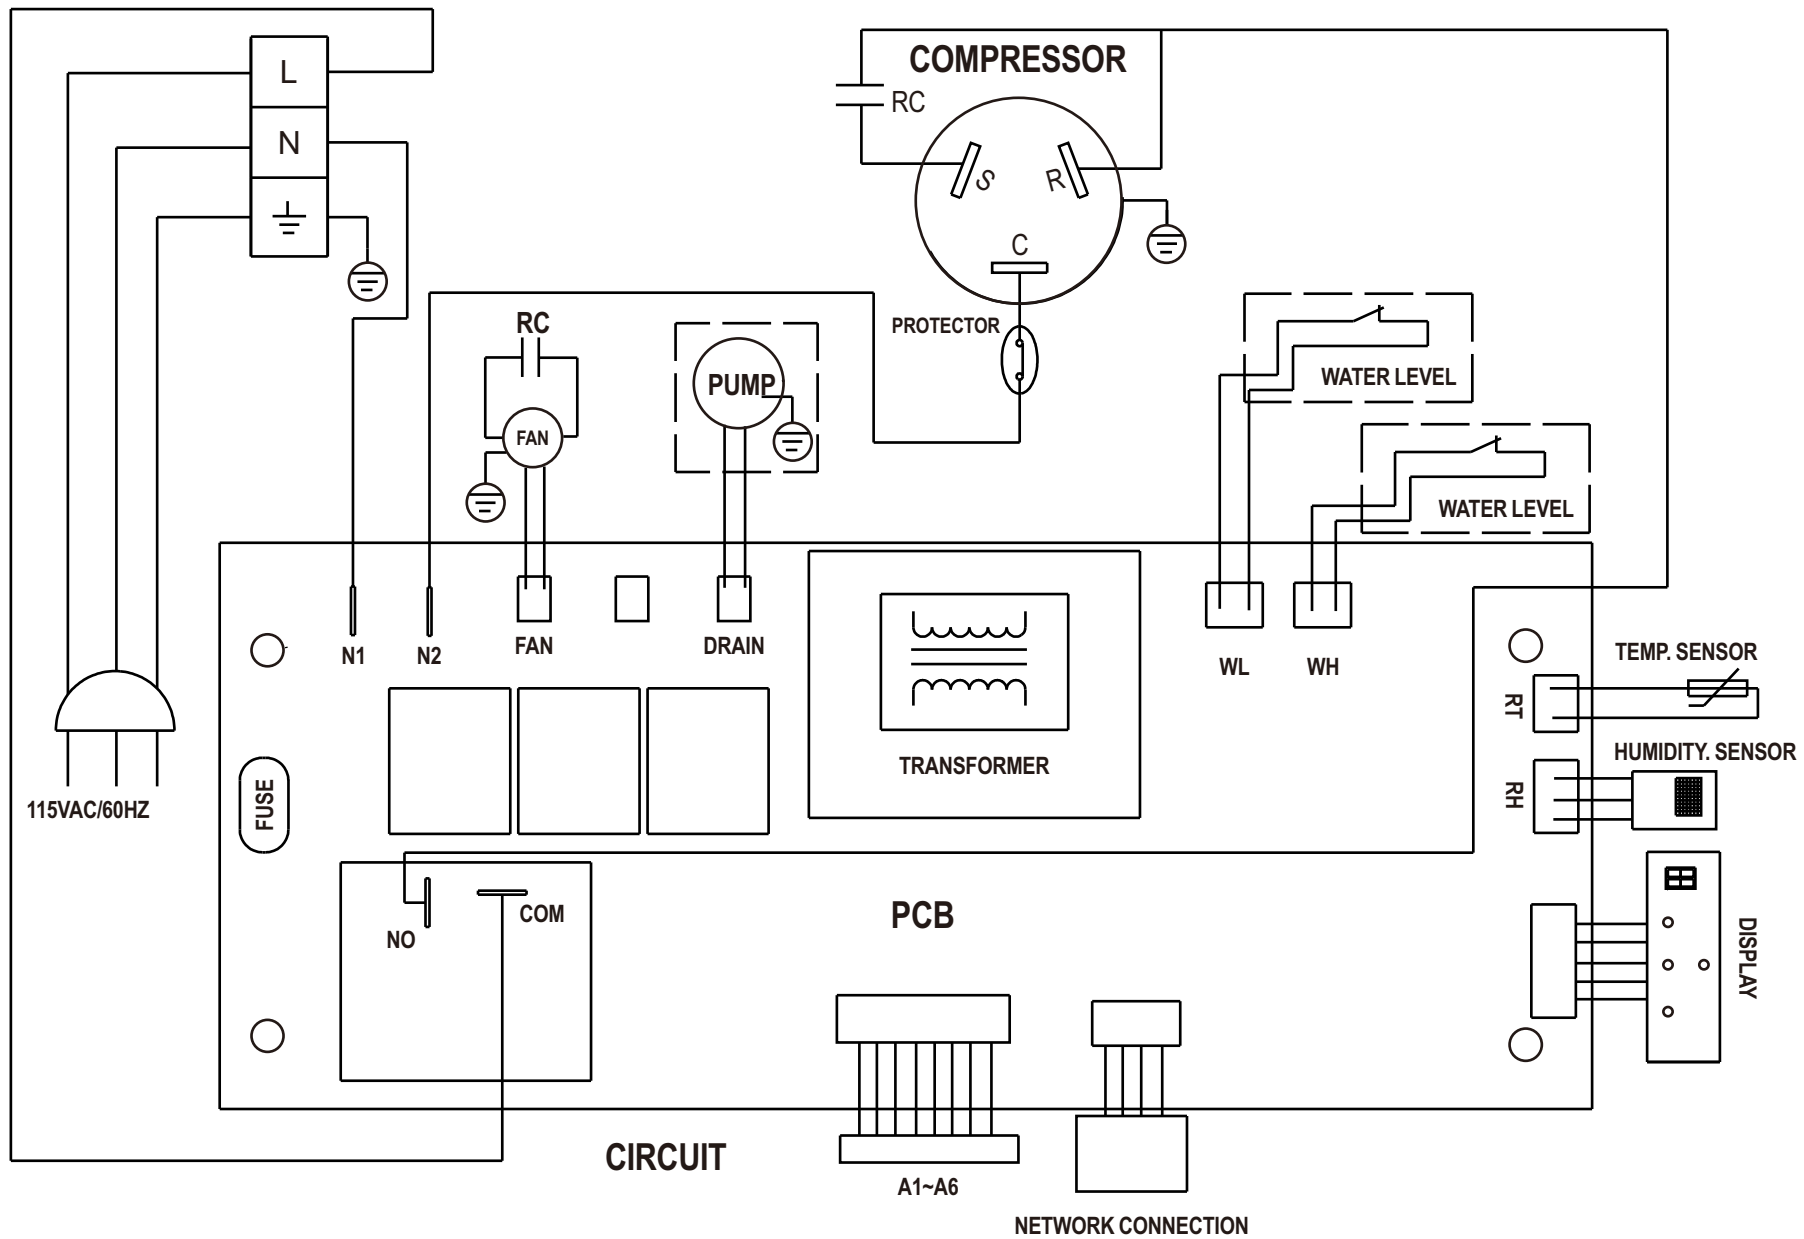 L
N
COMPRESSOR
RC
S
R
C
PROTECTOR
RC
FAN
PUMP
WATER LEVEL
WATER LEVEL
N1
N2
FAN
DRAIN
WL
WH
TRANSFORMER
TEMP. SENSOR
RT
HUMIDITY. SENSOR
RH
115VAC/60HZ
FUSE
NO
COM
PCB
DISPLAY
CIRCUIT
A1~A6
NETWORK CONNECTION